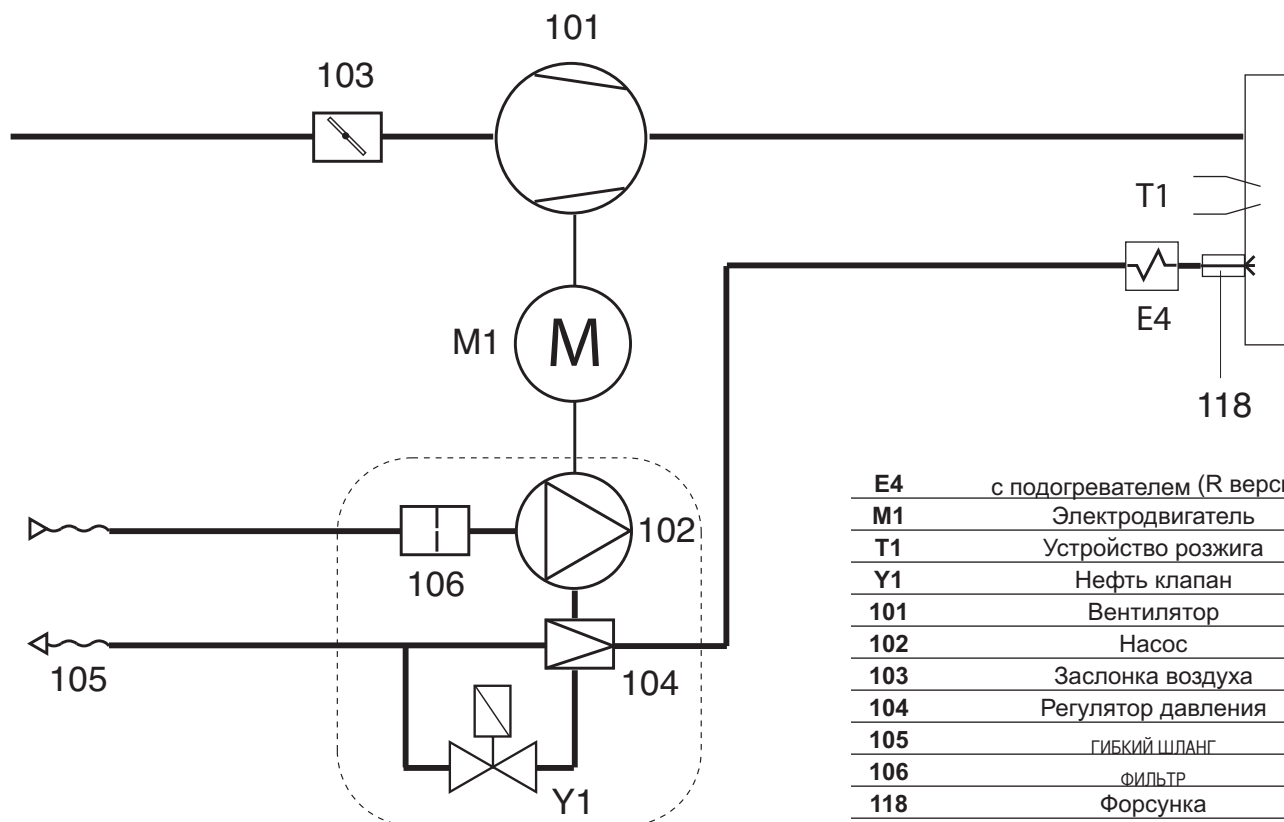 101
103
T1
E4
M1
M
118
102
106
105
104
Y1
E4 с подогревателем (R верси
M1 Электродвигатель
T1 Устройство розжига
Y1 Нефть клапан
101 Вентилятор
102 Насос
103 Заслонка воздуха
104 Регулятор давления
105 ГИБКИЙ ШЛАНГ
106 ФИЛЬТР
118 Форсунка